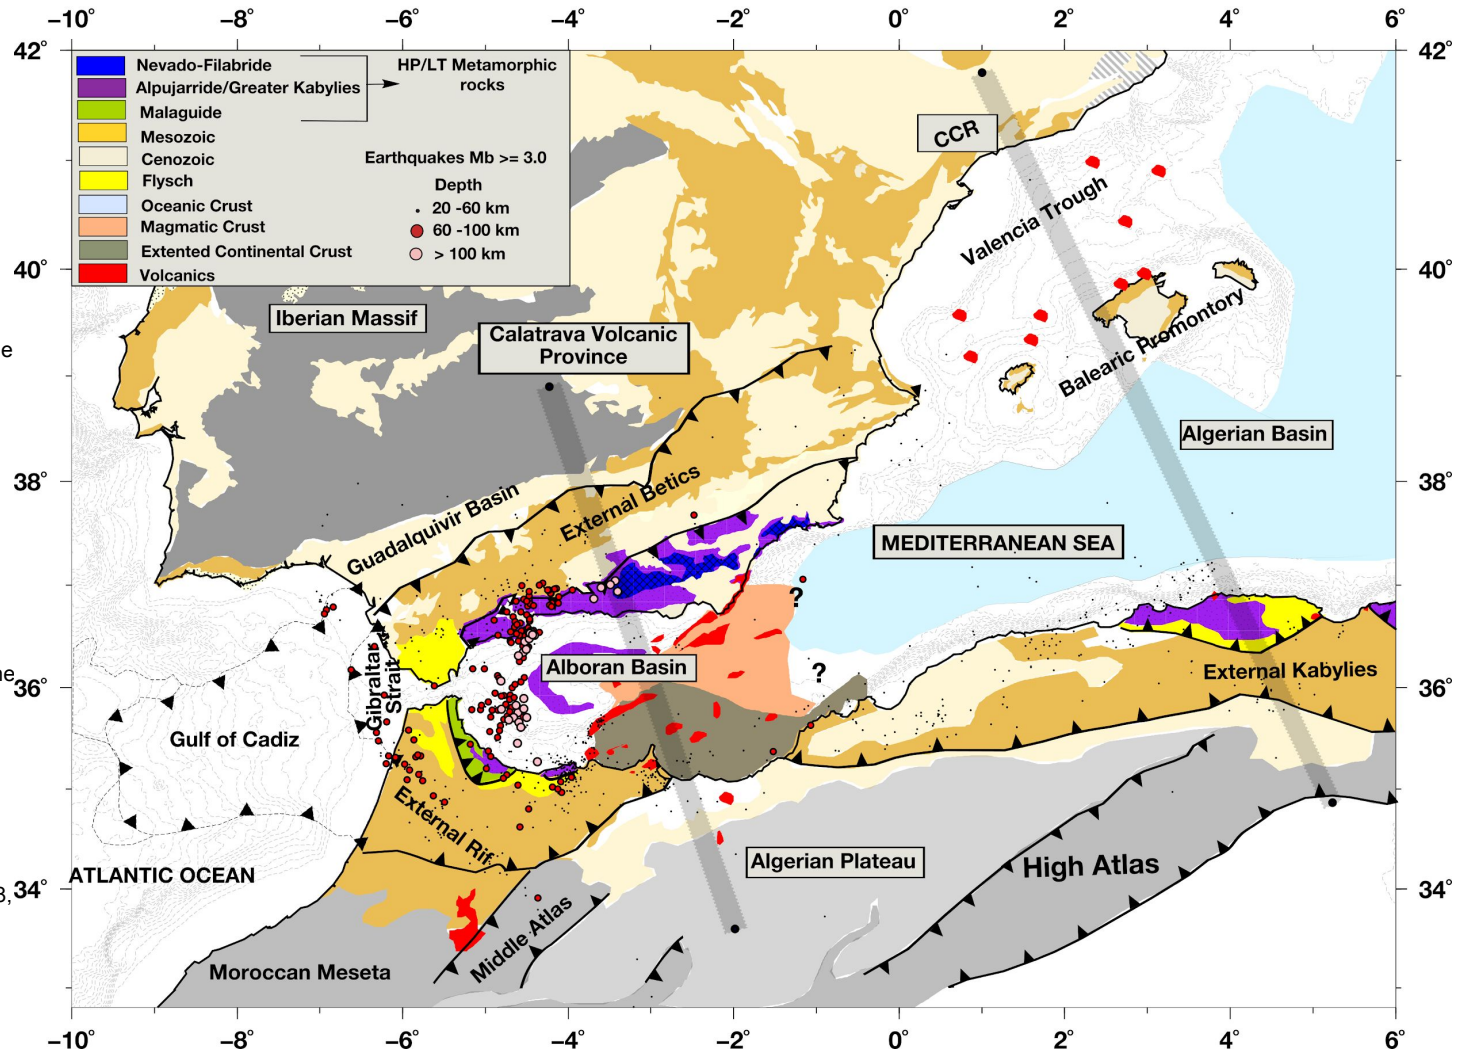 −10° −8° −6° −4° −2° 0° 2° 4° 6°
42° 42°
Nevado-Filabride
Alpujarride/Greater Kabylies
Malaguide
Mesozoic
Cenozoic
Flysch
Oceanic Crust
Magmatic Crust
Extented Continental Crust
Volcanics
HP/LT Metamorphic
rocks
Earthquakes Mb >= 3.0
Depth
20 -60 km
60 -100 km
> 100 km
CCR
Valencia Trough
40° 40°
Iberian Massif
Calatrava Volcanic
Province
Balearic Promontory
e
Algerian Basin
38° 38°
Guadalquivir Basin
External Betics
MEDITERRANEAN SEA
?
?
Gibraltar
Strait
Alboran Basin
External Kabylies
ne
36° 36°
Gulf of Cadiz
External Rif
Algerian Plateau
High Atlas
ATLANTIC OCEAN
3,
34° 34°
Middle Atlas
Moroccan Meseta
−10° −8° −6° −4° −2° 0° 2° 4° 6°